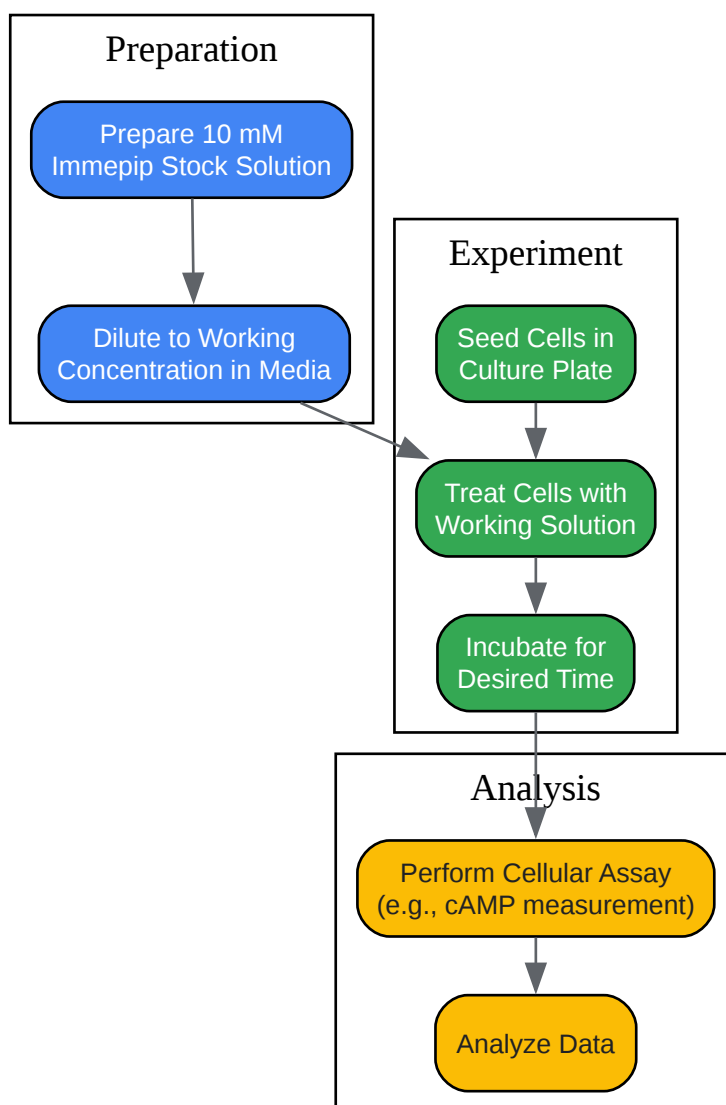 Preparation
Prepare 10 mM
Immepip Stock Solution
Dilute to Working
Concentration in Media
Experiment
Seed Cells in
Culture Plate
Treat Cells with
Working Solution
Incubate for
Desired Time
Analysis
Perform Cellular Assay
(e.g., cAMP measurement)
Analyze Data